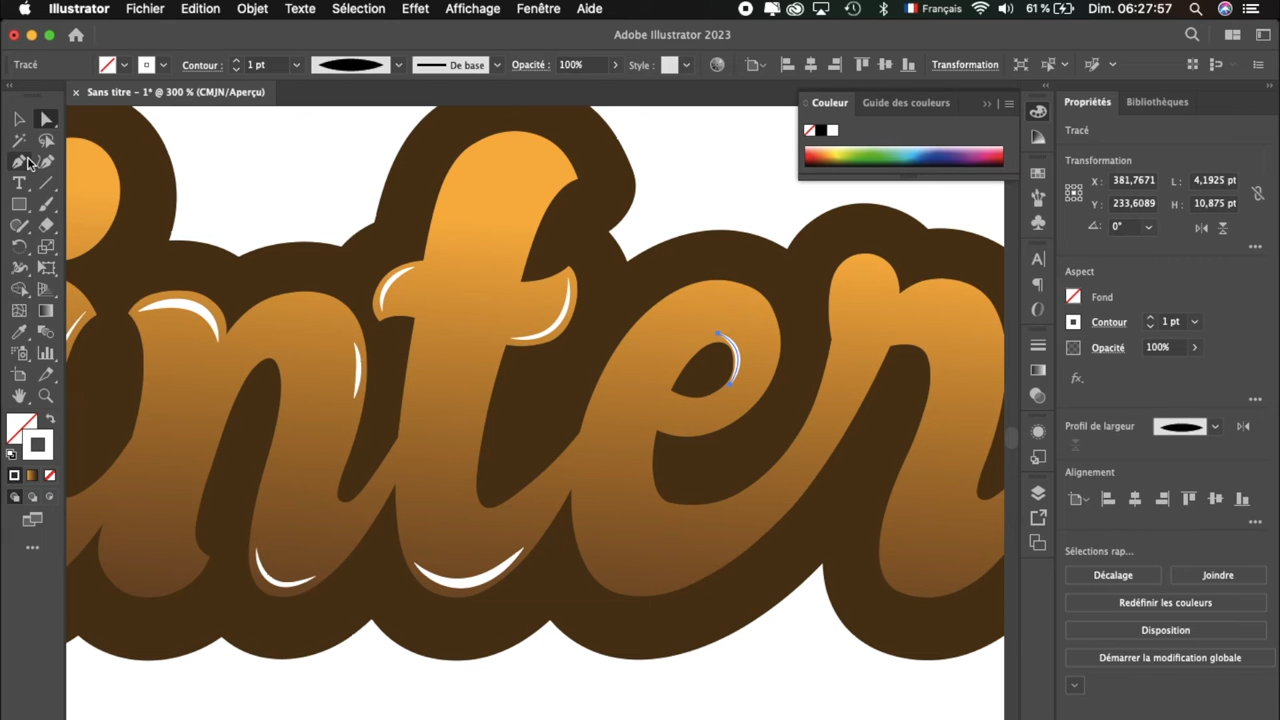 Illustrator Fichier Edition Objet Texte Sélection Effet Affichage Fenêtre Aide Français 61 % Dim. 06:27:57
Adobe Illustrator 2023
Tracé Contour : 1 pt De base Opacité : 100% Style : Transformation
× Sans titre - 1* @ 300 % (CMJN/Aperçu)
Couleur Guide des couleurs
Propriétés Bibliothèques
Tracé
Transformation
X : 381,7671 L : 4,1925 pt
Y : 233,6089 H : 10,875 pt
0°
Aspect
Fond
Contour 1 pt
Opacité 100%
fx.
Profil de largeur
Alignement
Sélections rap...
Décalage Joindre
Redéfinir les couleurs
Disposition
Démarrer la modification globale
inter